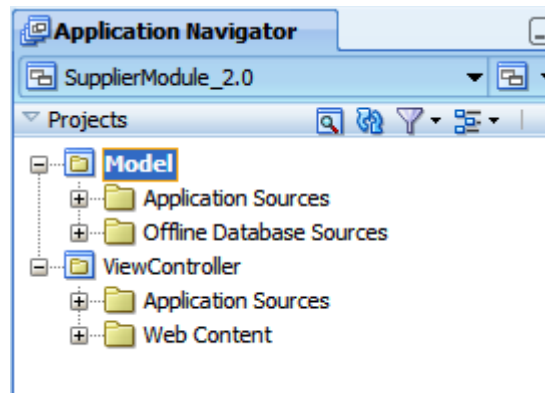 Application Navigator
SupplierModule_2.0
Projects
Model
Application Sources
Offline Database Sources
ViewController
Application Sources
Web Content